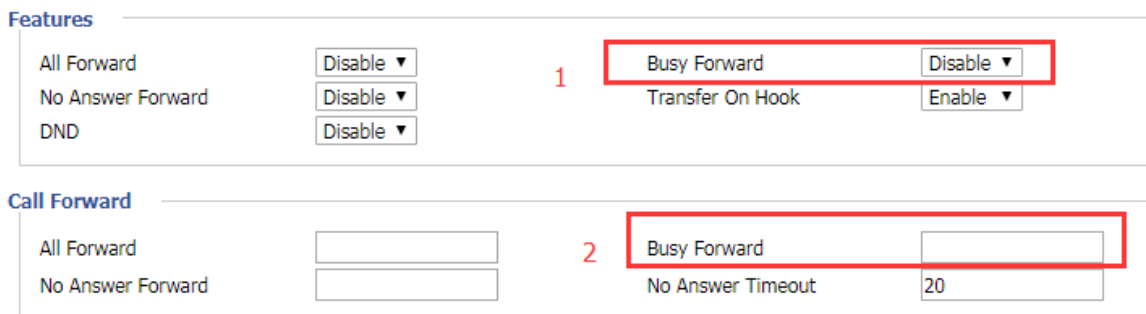 Features
All Forward Disable ▼ 1 Busy Forward Disable ▼
No Answer Forward Disable ▼ Transfer On Hook Enable ▼
DND Disable ▼
Call Forward
All Forward 2 Busy Forward
No Answer Forward No Answer Timeout 20